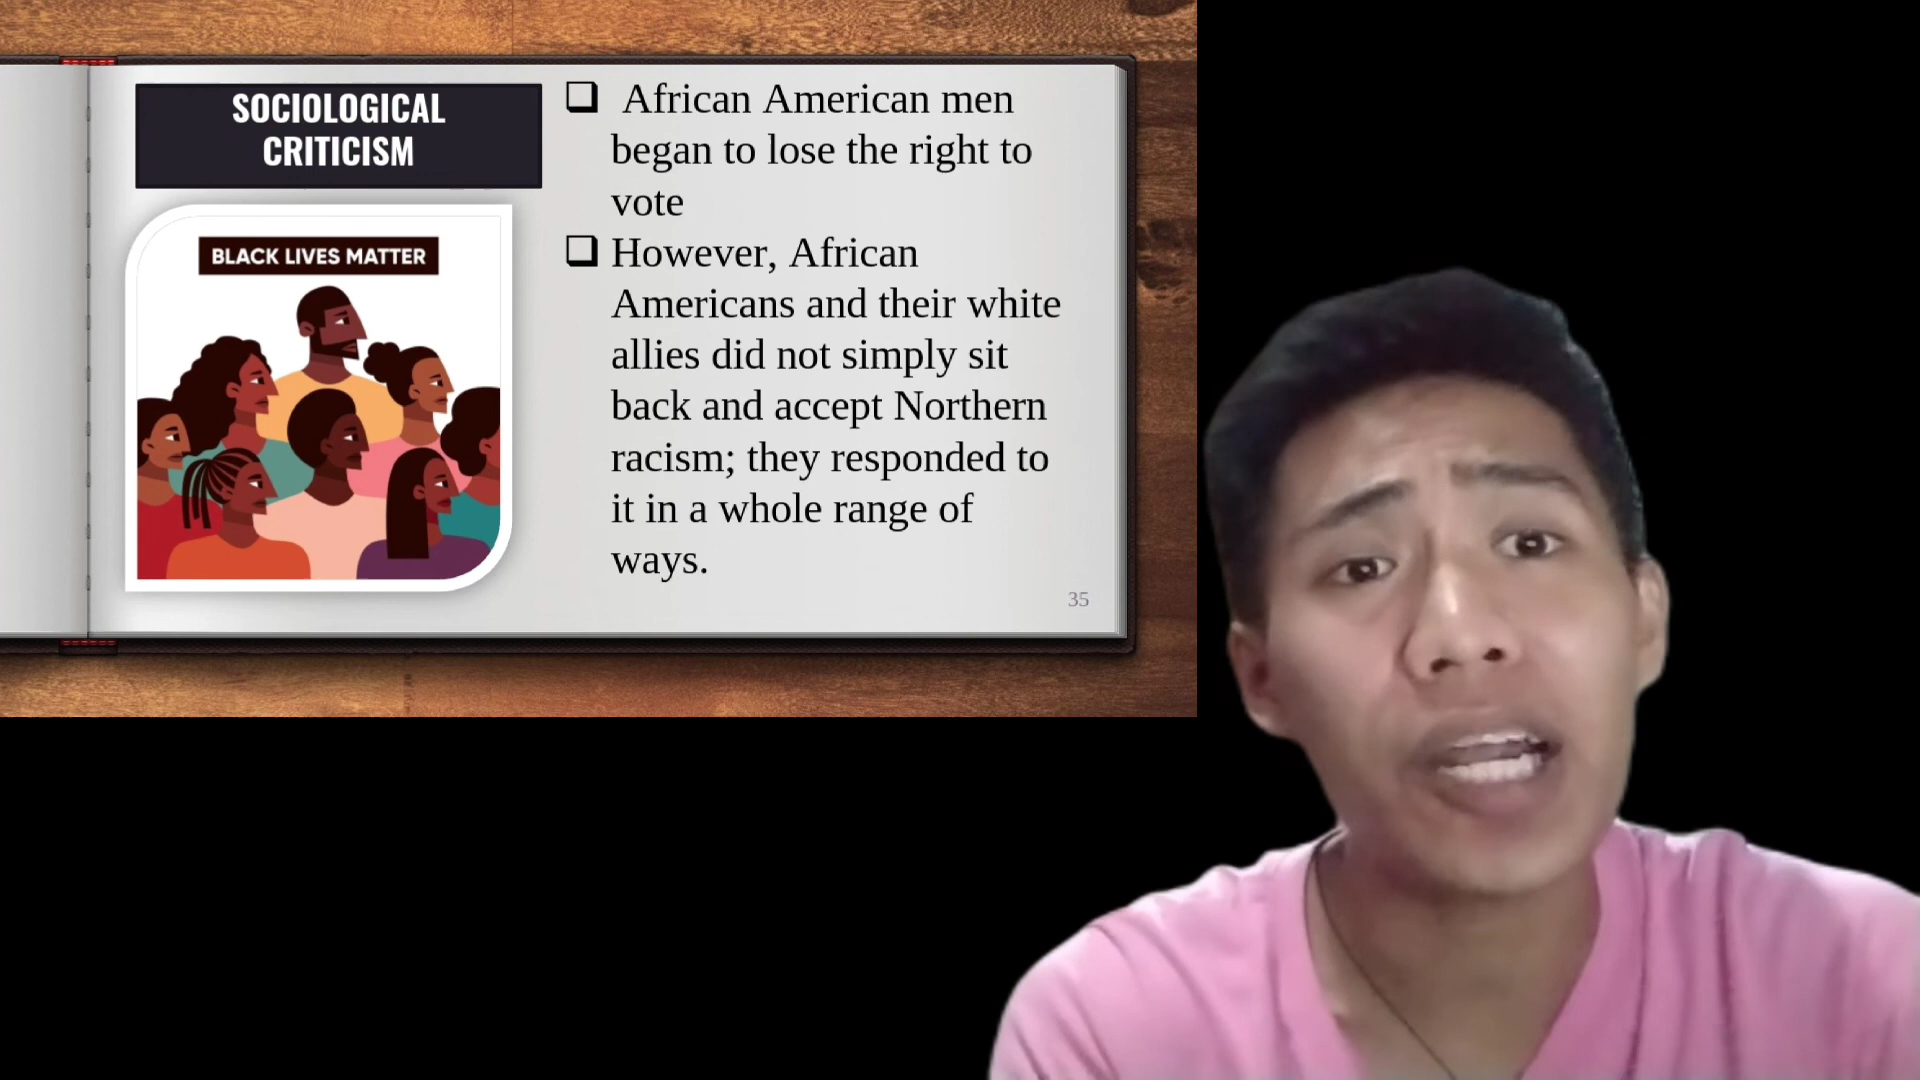 SOCIOLOGICAL
CRITICISM
BLACK LIVES MATTER
African American men
began to lose the right to
vote
However, African
Americans and their white
allies did not simply sit
back and accept Northern
racism; they responded to
it in a whole range of
ways.
35